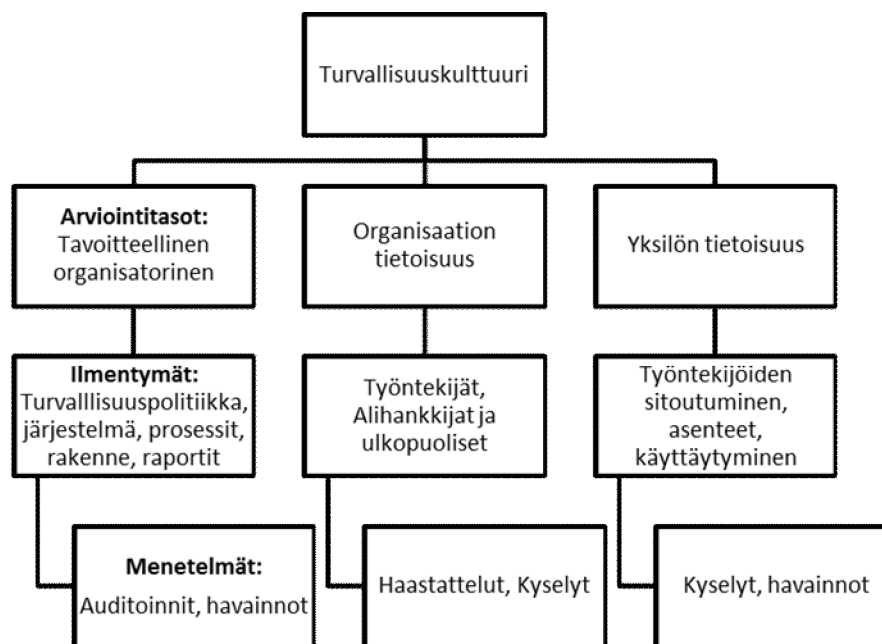 Turvallisuuskulttuuri
Arviointitasot:
Tavoitteellinen
organisatorinen
Organisaation
tietoisuus
Yksilön tietoisuus
Ilmentymät:
Turvalllisuuspolitiikka,
järjestelmä, prosessit,
rakenne, raportit
Työntekijät,
Alihankkijat ja
ulkopuoliset
Työntekijöiden
sitoutuminen,
asenteet,
käyttäytyminen
Menetelmät:
Auditoinnit, havainnot
Haastattelut, Kyselyt
Kyselyt, havainnot